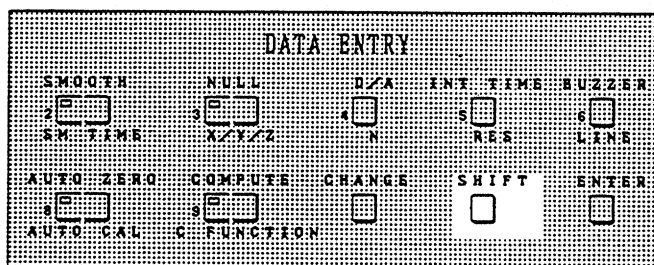 DATA ENTRY
SMOOTH NULL D/A INT TIME BUZZER
2 3 4 5 6
SM TIME X/Y/Z N RES LINE
AUTO ZERO COMPUTE CHANGE SHIFT ENTER
8 9
AUTO CAL C FUNCTION